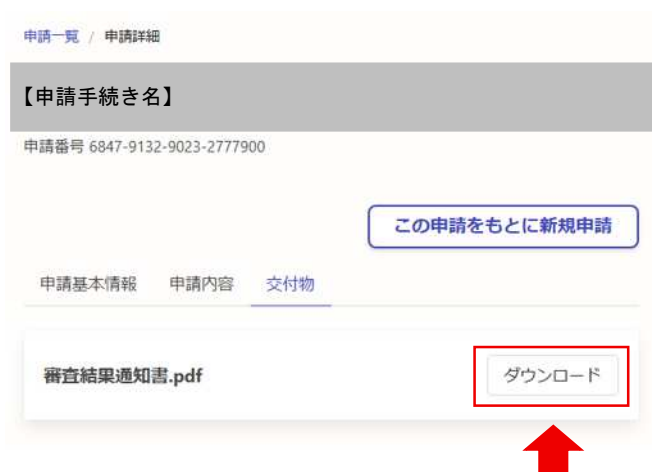 申請一覧 / 申請詳細
【申請手続き名】
申請番号 6847-9132-9023-2777900
この申請をもとに新規申請
申請基本情報 申請内容 交付物
審査結果通知書.pdf ダウンロード